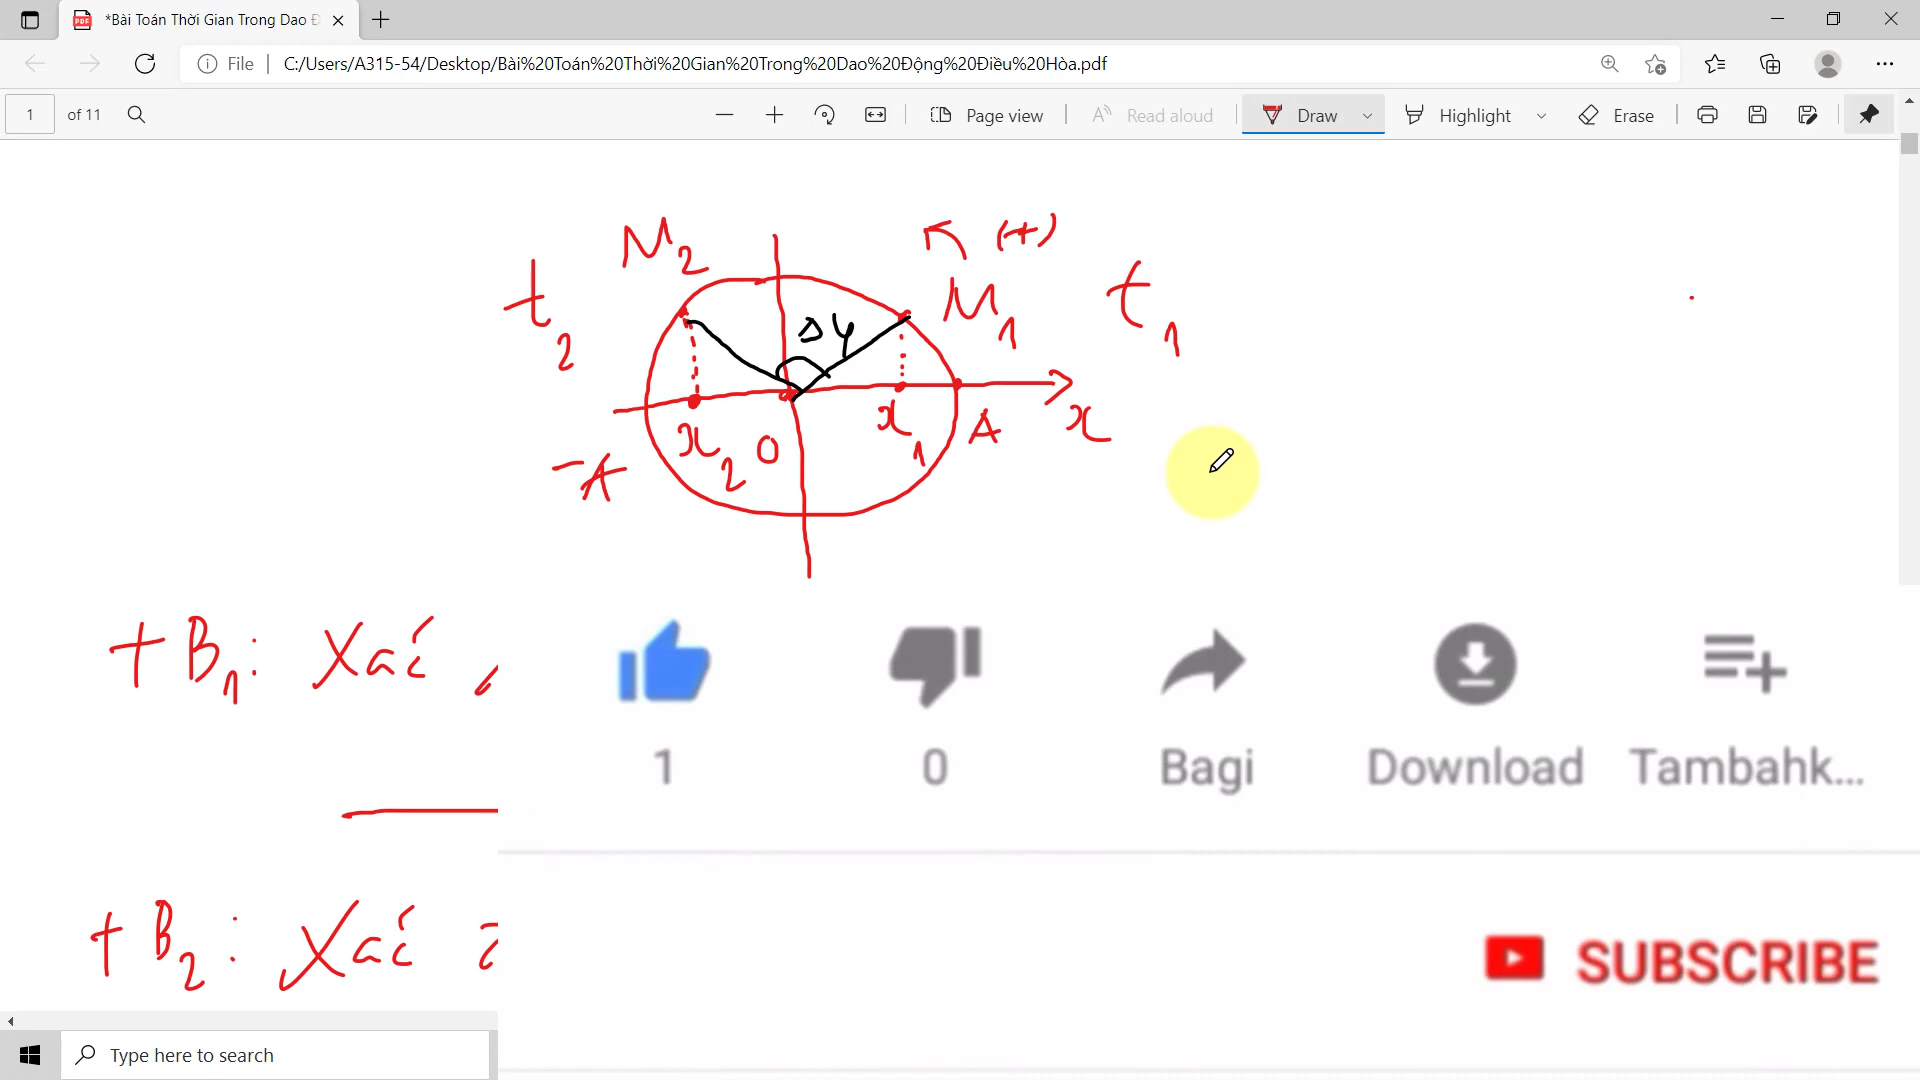 *Bài Toán Thời Gian Trong Dao Đ
File C:/Users/A315-54/Desktop/Bài%20Toán%20Thời%20Gian%20Trong%20Dao%20Động%20Điều%20Hòa.pdf
1 of 11 Page view Read aloud Draw Highlight Erase
M2 (+)
t2 M1 t1
Δφ
-A x2 O x1 A x
+ B1: Xác
1 0 Bagi Download Tambahk...
+ B2: Xác
SUBSCRIBE
Type here to search